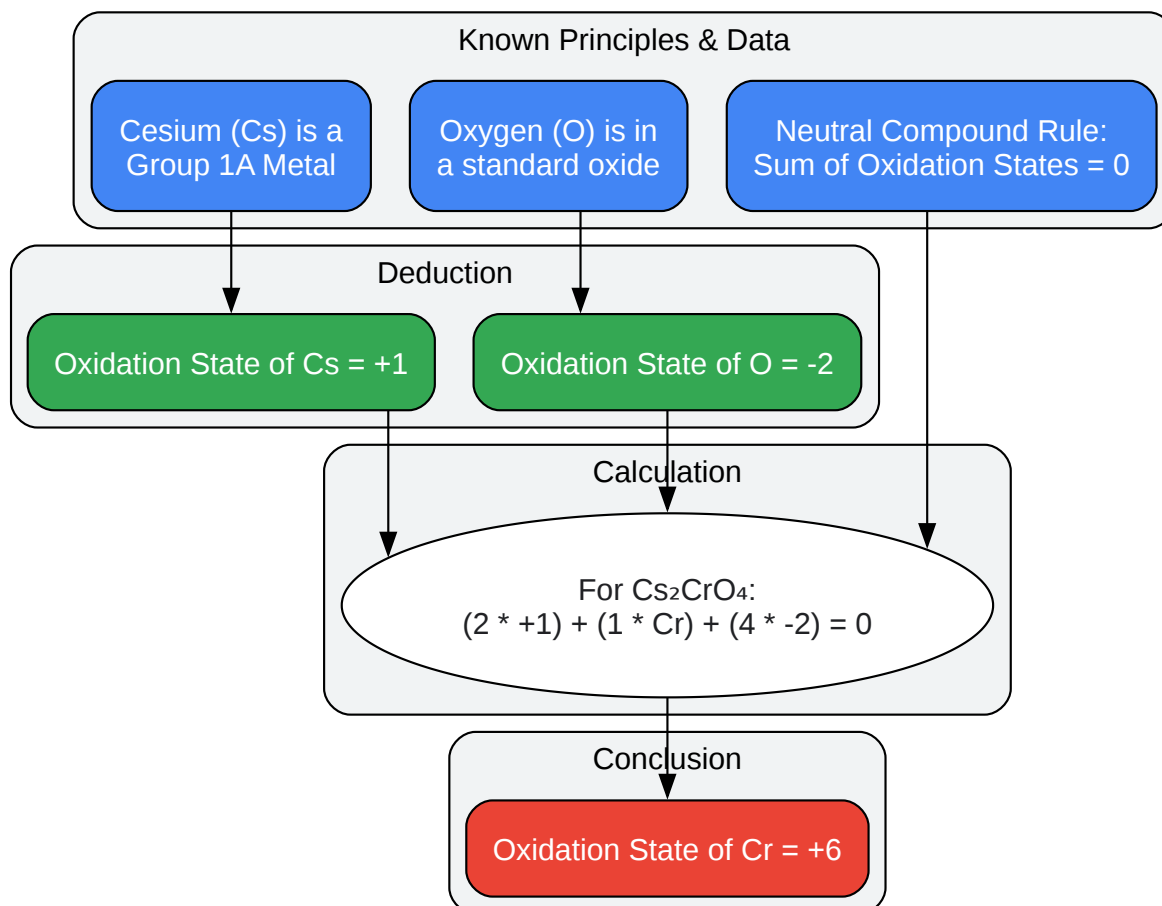 Known Principles & Data
Cesium (Cs) is a
Group 1A Metal
Oxygen (O) is in
a standard oxide
Neutral Compound Rule:
Sum of Oxidation States = 0
Deduction
Oxidation State of Cs = +1
Oxidation State of O = -2
Calculation
For Cs₂CrO₄:
(2 * +1) + (1 * Cr) + (4 * -2) = 0
Conclusion
Oxidation State of Cr = +6